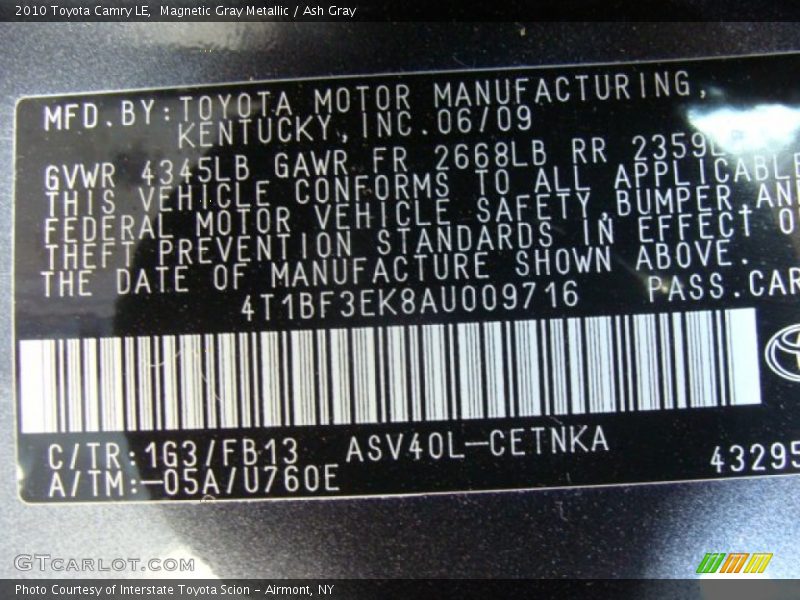 2010 Toyota Camry LE, Magnetic Gray Metallic / Ash Gray
MFD.BY:TOYOTA MOTOR MANUFACTURING,
KENTUCKY,INC.06/09
GVWR 4345LB GAWR FR 2668LB RR 2359
THIS VEHICLE CONFORMS TO ALL APPLICABLE
FEDERAL MOTOR VEHICLE SAFETY,BUMPER,AND
THEFT PREVENTION STANDARDS IN EFFECT
THE DATE OF MANUFACTURE SHOWN ABOVE.
4T1BF3EK8AU009716 PASS.CAR
C/TR:1G3/FB13 ASV40L-CETNKA
A/TM:-05A/U760E 43295
GTCARLOT.COM
Photo Courtesy of Interstate Toyota Scion - Airmont, NY